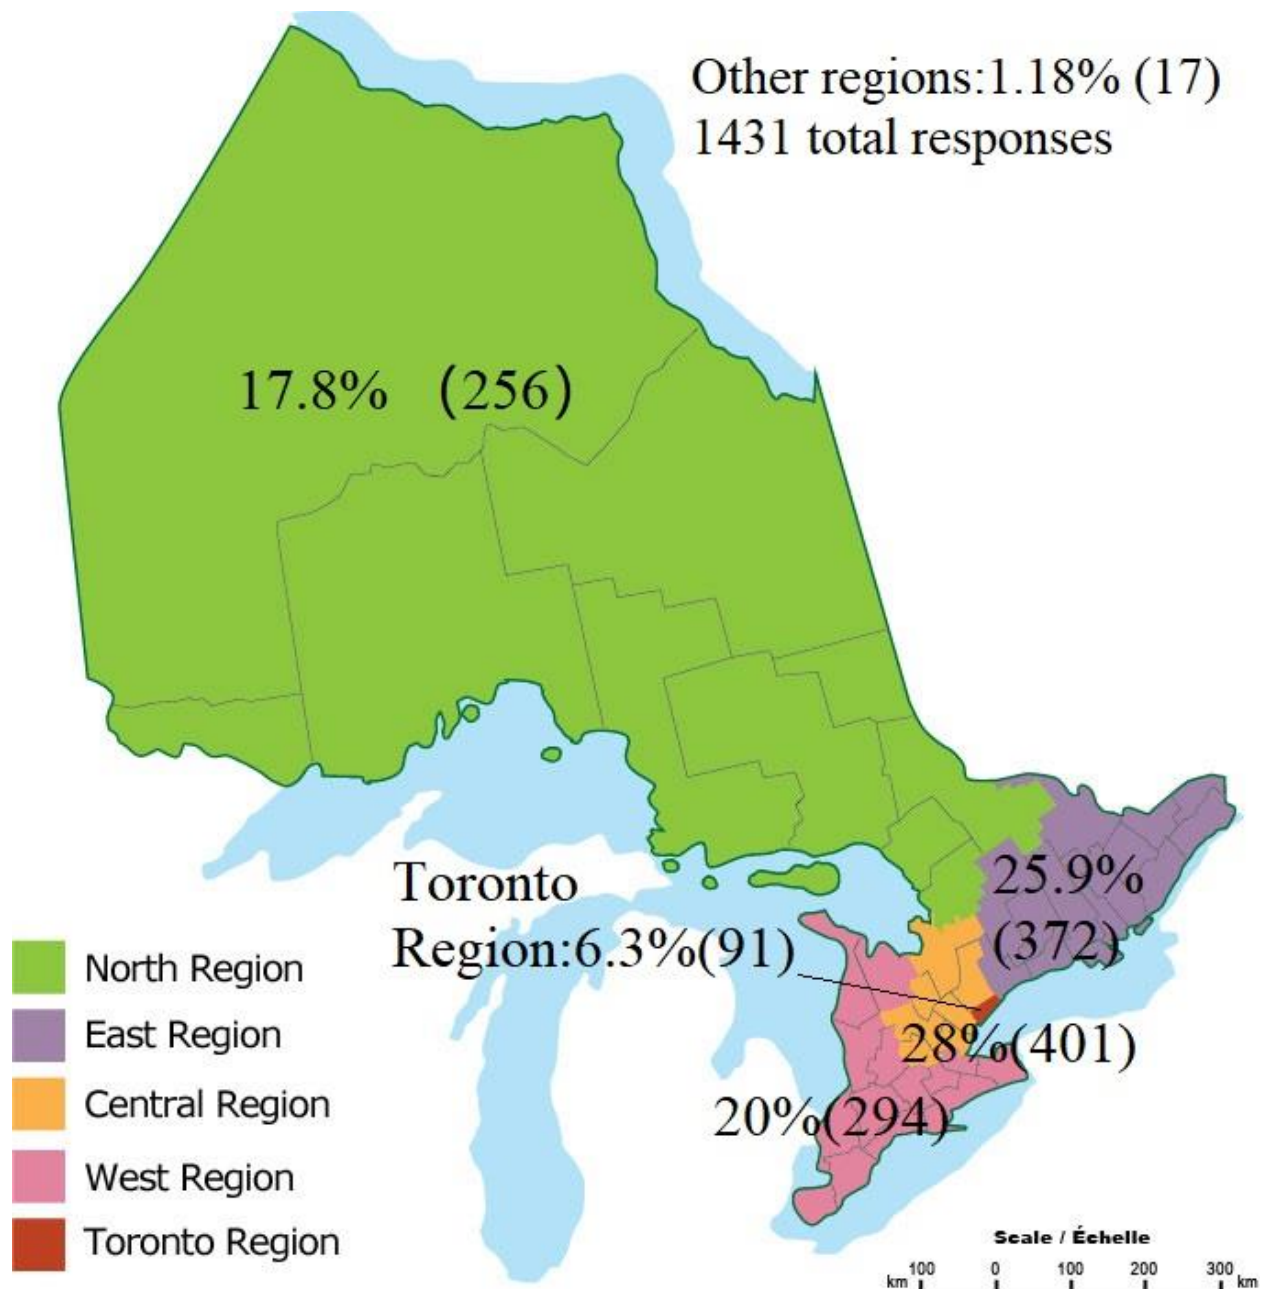 Other regions:1.18% (17)
1431 total responses
17.8% (256)
Toronto
Region:6.3%(91)
25.9%
(372)
28%(401)
20%(294)
North Region
East Region
Central Region
West Region
Toronto Region
Scale / Échelle
km 100 0 100 200 300 km